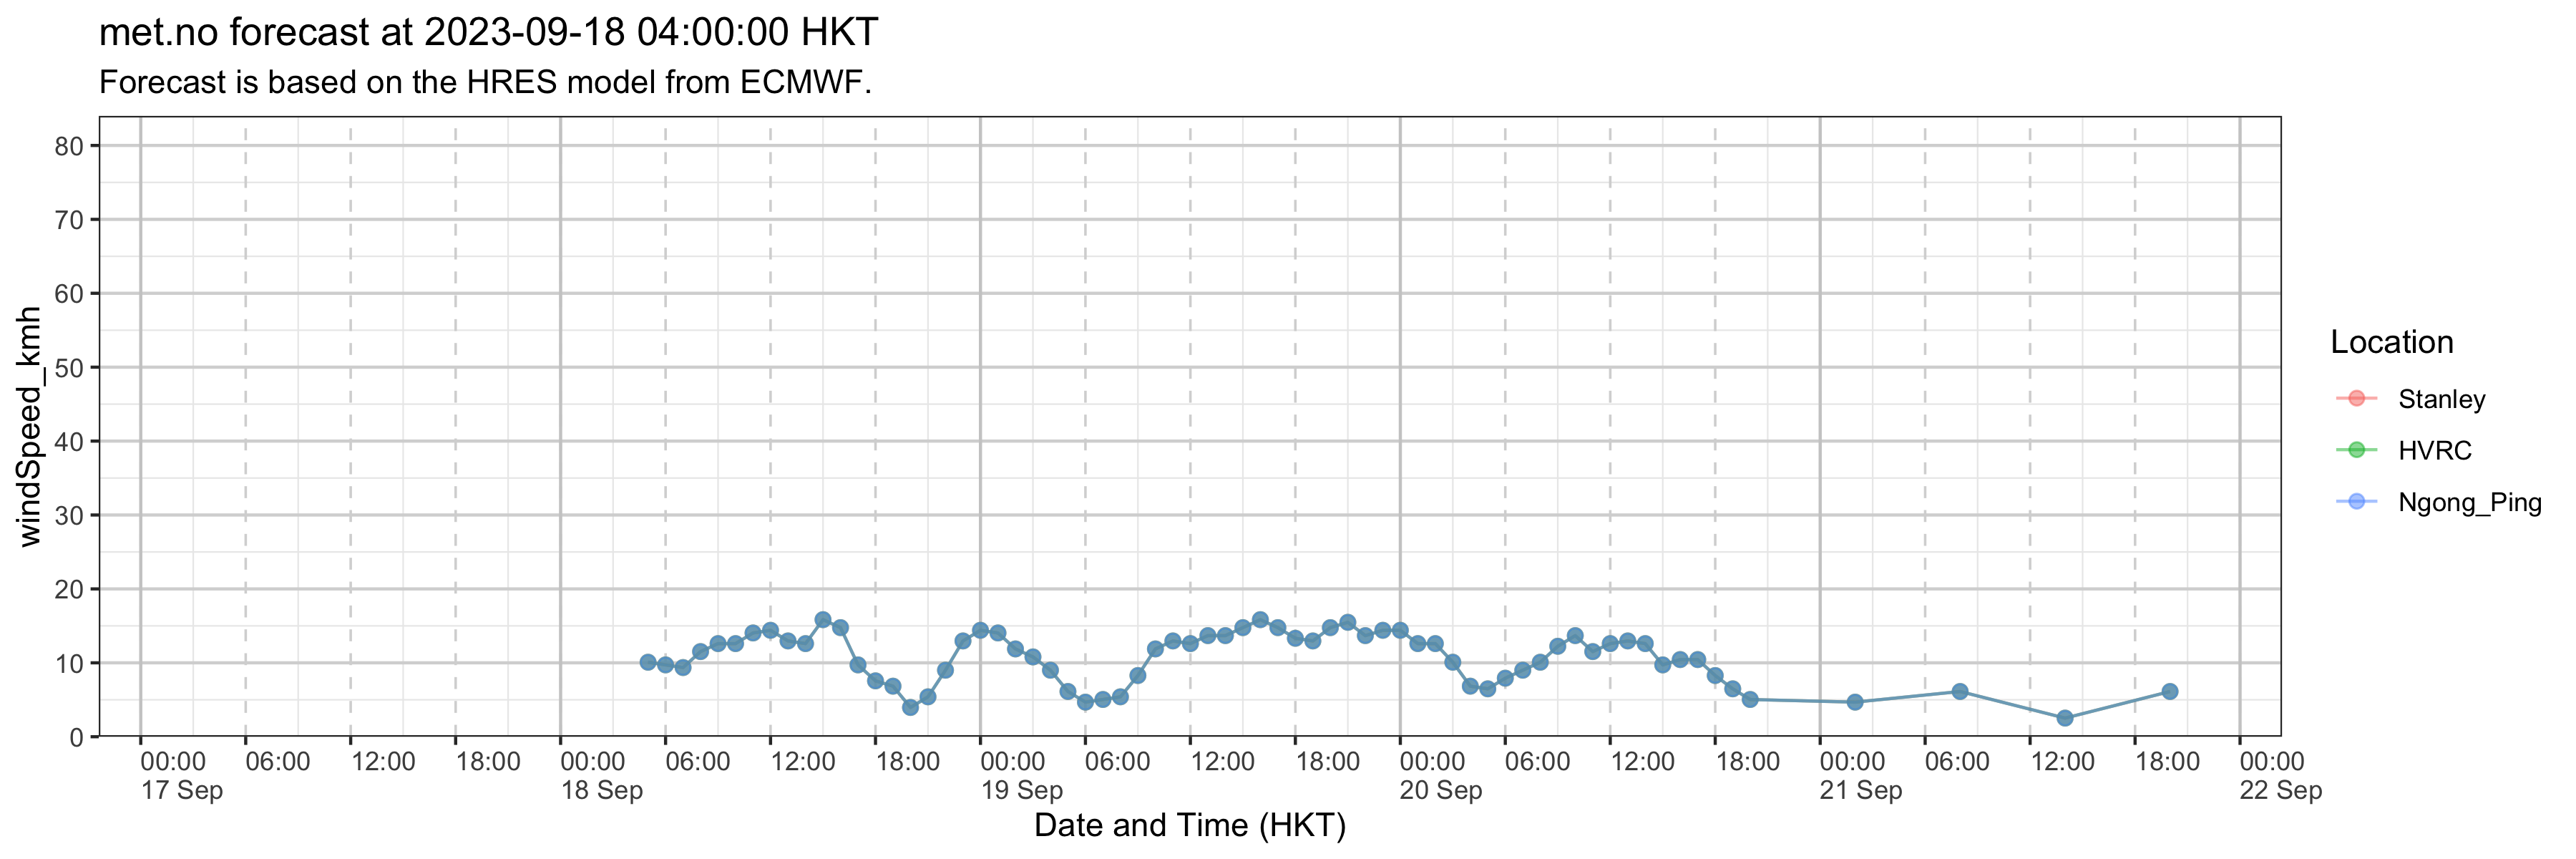 met.no forecast at 2023-09-18 04:00:00 HKT
Forecast is based on the HRES model from ECMWF.
windSpeed_kmh
80
70
60
50
40
30
20
10
0
00:00 06:00 12:00 18:00 00:00 06:00 12:00 18:00 00:00 06:00 12:00 18:00 00:00 06:00 12:00 18:00 00:00 06:00 12:00 18:00 00:00
17 Sep 18 Sep 19 Sep 20 Sep 21 Sep 22 Sep
Date and Time (HKT)
Location
Stanley
HVRC
Ngong_Ping